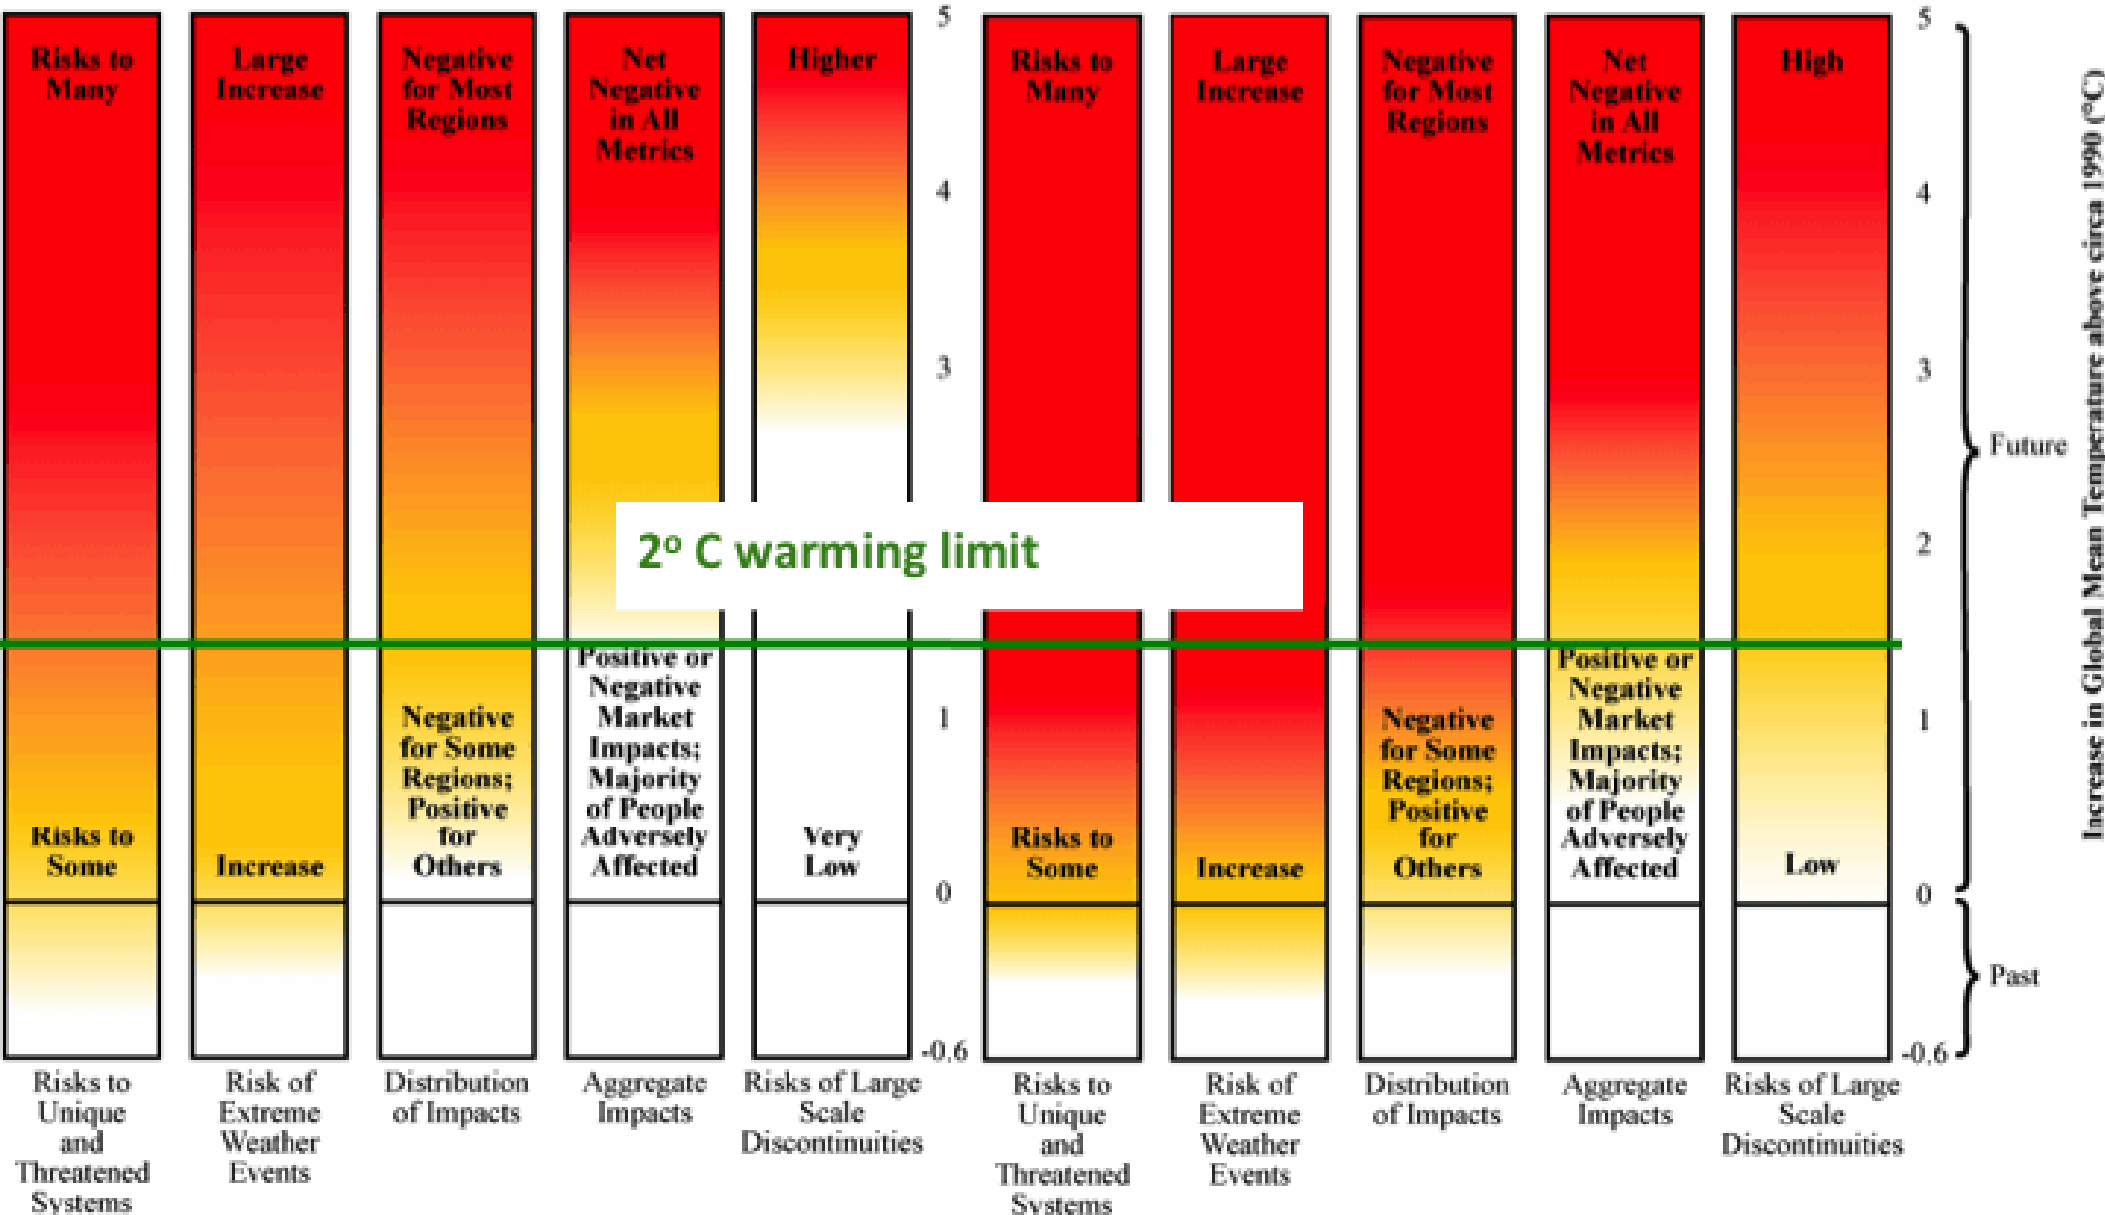 Risks to
Many
Large
Increase
Negative
for Most
Regions
Net
Negative
in All
Metrics
Higher
5
4
3
1
0
-0.6
Risks to
Many
Large
Increase
Negative
for Most
Regions
Net
Negative
in All
Metrics
High
5
4
3
2
1
0
-0.6
2º C warming limit
Risks to
Some
Increase
Negative
for Some
Regions;
Positive
for
Others
Positive or
Negative
Market
Impacts;
Majority
of People
Adversely
Affected
Very
Low
Risks to
Some
Increase
Negative
for Some
Regions;
Positive
for
Others
Positive or
Negative
Market
Impacts;
Majority
of People
Adversely
Affected
Low
Future
Past
Increase in Global Mean Temperature above circa 1990 (°C)
Risks to
Unique
and
Threatened
Systems
Risk of
Extreme
Weather
Events
Distribution
of Impacts
Aggregate
Impacts
Risks of Large
Scale
Discontinuities
Risks to
Unique
and
Threatened
Systems
Risk of
Extreme
Weather
Events
Distribution
of Impacts
Aggregate
Impacts
Risks of Large
Scale
Discontinuities